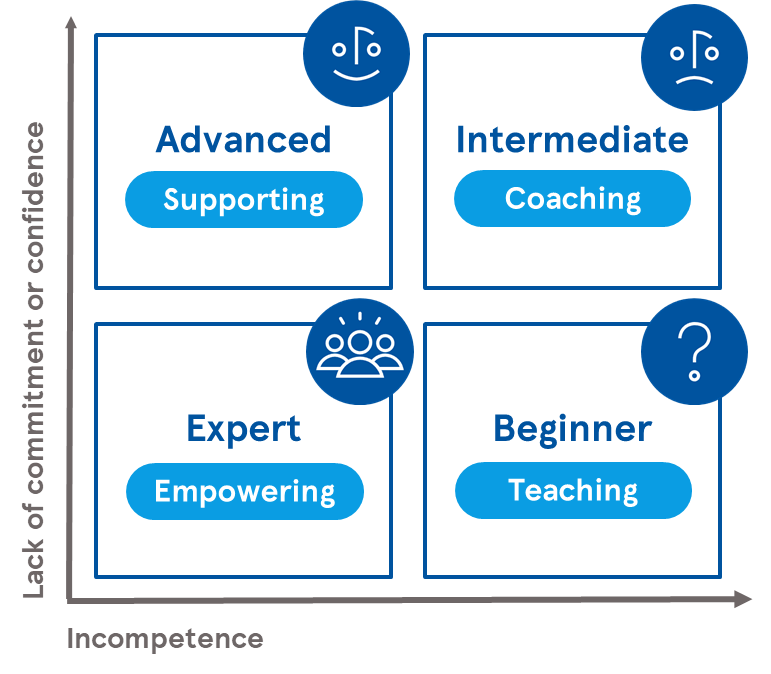 Lack of commitment or confidence
Advanced
Supporting
Intermediate
Coaching
Expert
Empowering
?
Beginner
Teaching
Incompetence